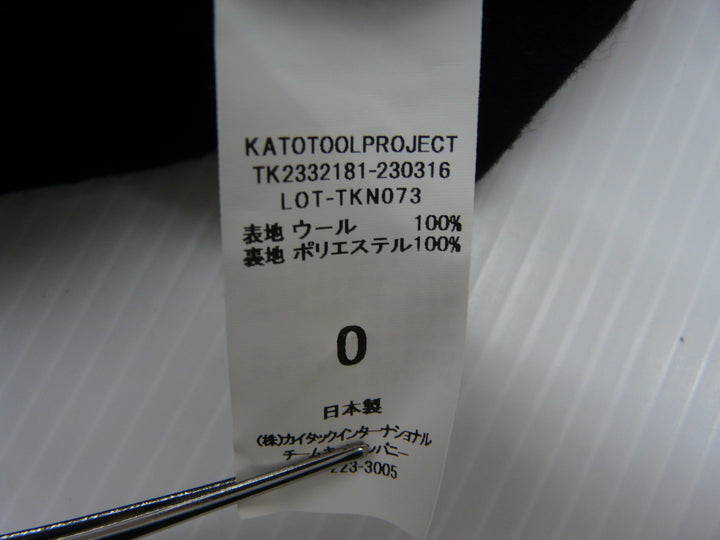 KATOTOOLPROJECT
TK2332181-230316
LOT-TKN073
表地 ウール 100%
裏地 ポリエステル100%
0
日本製
(株)カイタックインターナショナル
223-3005